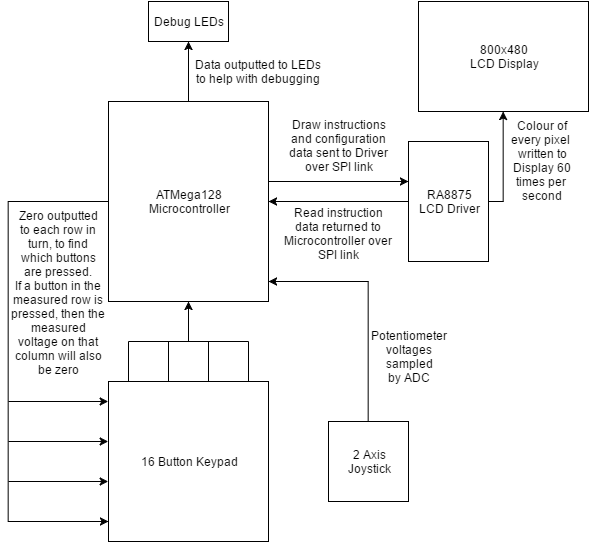 Debug LEDs
800x480
LCD Display
Data outputted to LEDs
to help with debugging
Draw instructions
and configuration
data sent to Driver
over SPI link
Colour of
every pixel
written to
Display 60
times per
second
ATMega128
Microcontroller
RA8875
LCD Driver
Read instruction
data returned to
Microcontroller over
SPI link
Zero outputted
to each row in
turn, to find
which buttons
are pressed.
If a button in the
measured row is
pressed, then the
measured
voltage on that
column will also
be zero
Potentiometer
voltages
sampled
by ADC
16 Button Keypad
2 Axis
Joystick